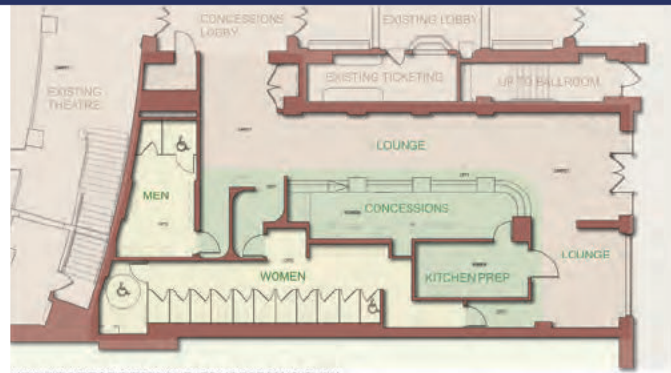 CONCESSIONS
LOBBY
EXISTING LOBBY
EXISTING TICKETING
UP TO BALLROOM
EXISTING
THEATRE
LOUNGE
MEN
CONCESSIONS
LOUNGE
WOMEN
KITCHEN PREP